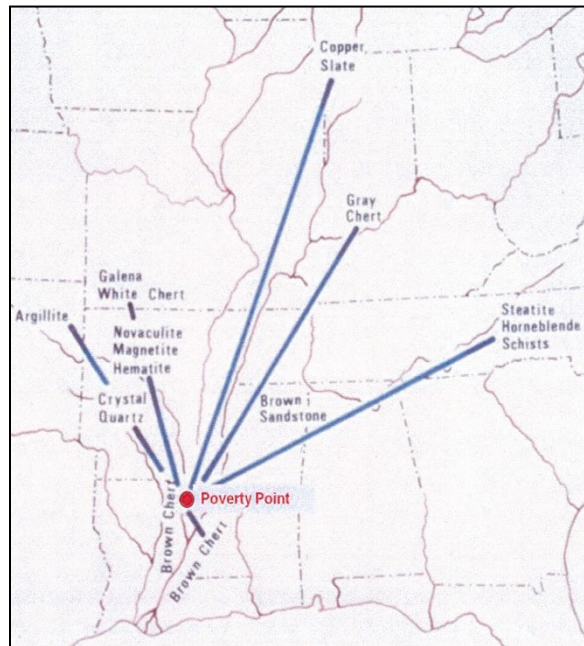 Copper
Slate
Gray
Chert
Galena
White Chert
Argillite
Novaculite
Magnetite
Hematite
Steatite
Horneblende
Schists
Crystal
Quartz
Brown
Sandstone
Poverty Point
Brown Chert
Brown Chert